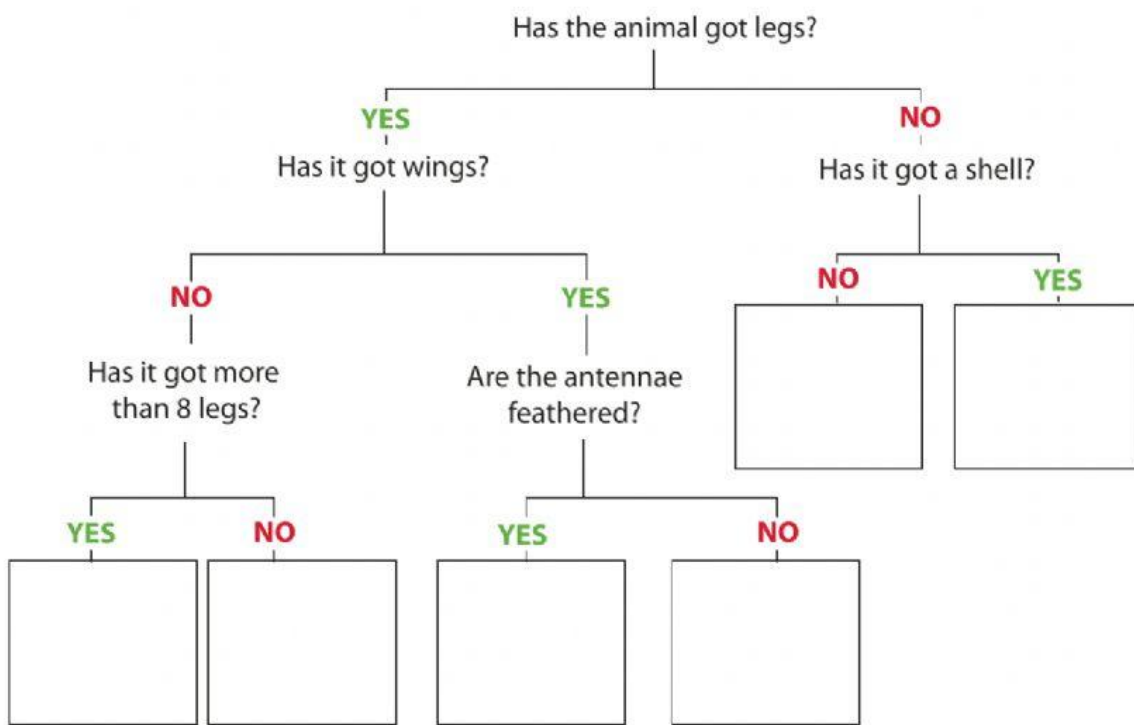 Has the animal got legs?
YES
NO
Has it got wings?
Has it got a shell?
NO
YES
NO
YES
Has it got more
than 8 legs?
Are the antennae
feathered?
YES
NO
YES
NO